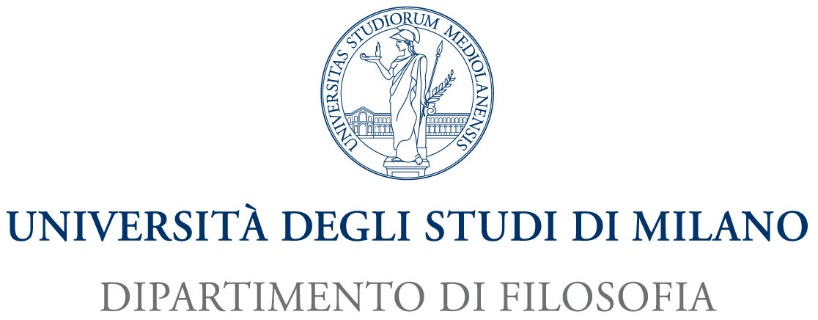 UNIVERSITAS STUDIORUM MEDIOLANENSIS
UNIVERSITÀ DEGLI STUDI DI MILANO
DIPARTIMENTO DI FILOSOFIA